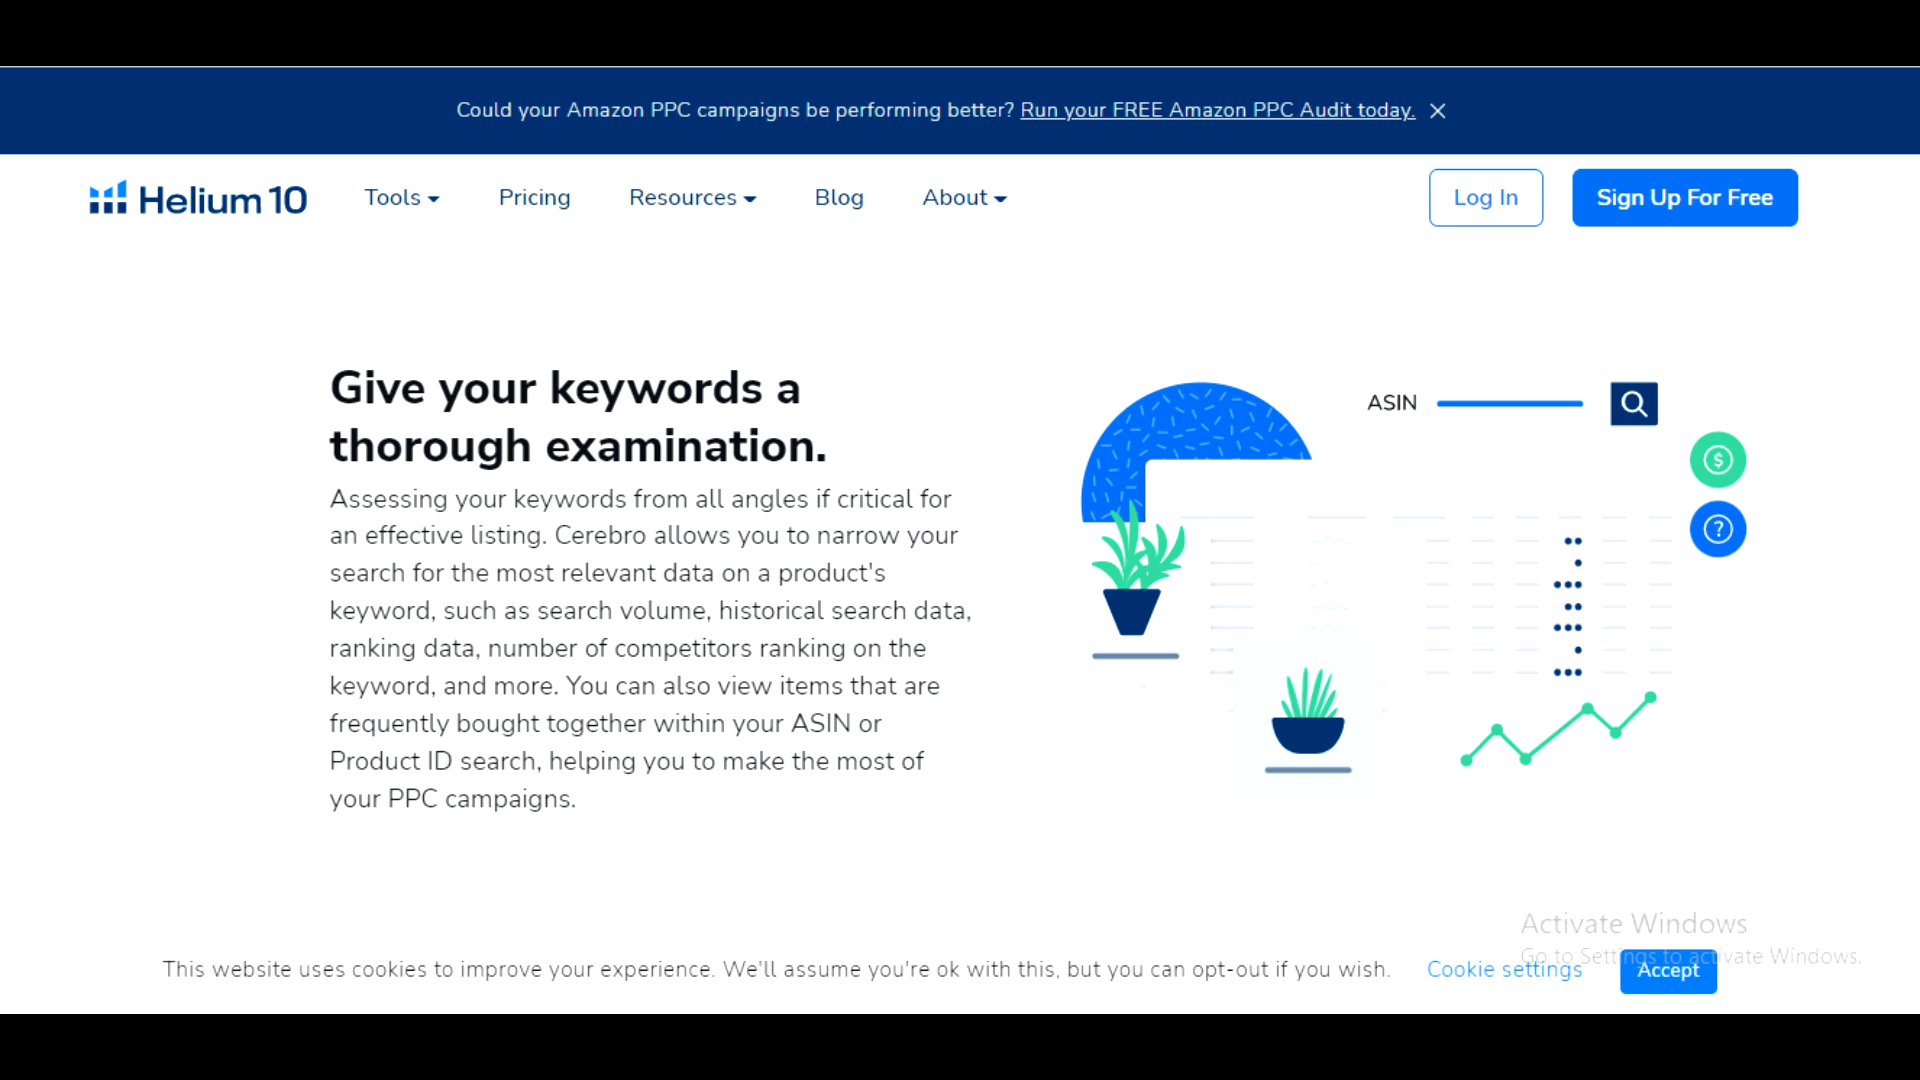 Could your Amazon PPC campaigns be performing better? Run your FREE Amazon PPC Audit today.
Helium 10 Tools Pricing Resources Blog About Log In Sign Up For Free
Give your keywords a
thorough examination.
Assessing your keywords from all angles if critical for
an effective listing. Cerebro allows you to narrow your
search for the most relevant data on a product's
keyword, such as search volume, historical search data,
ranking data, number of competitors ranking on the
keyword, and more. You can also view items that are
frequently bought together within your ASIN or
Product ID search, helping you to make the most of
your PPC campaigns.
ASIN
$
?
Activate Windows
Go to Settings to activate Windows.
This website uses cookies to improve your experience. We'll assume you're ok with this, but you can opt-out if you wish. Cookie settings Accept